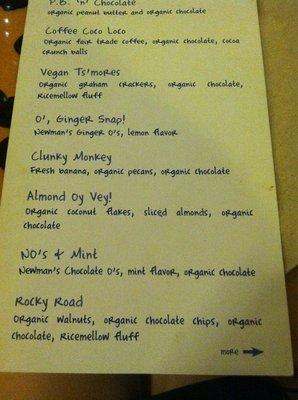 P.B. 'n' Chocolate
organic peanut butter and organic chocolate
Coffee Coco Loco
organic fair trade coffee, organic chocolate, cocoa
crunch balls
Vegan Ts'mores
organic graham crackers, organic chocolate,
Ricemellow fluff
O', Ginger Snap!
Newman's Ginger O's, lemon flavor
Clunky Monkey
Fresh banana, organic pecans, organic chocolate
Almond Oy Vey!
organic coconut flakes, sliced almonds, organic
chocolate
NO's & Mint
Newman's Chocolate O's, mint flavor, organic chocolate
Rocky Road
organic walnuts, organic chocolate chips, organic
chocolate, Ricemellow fluff
more